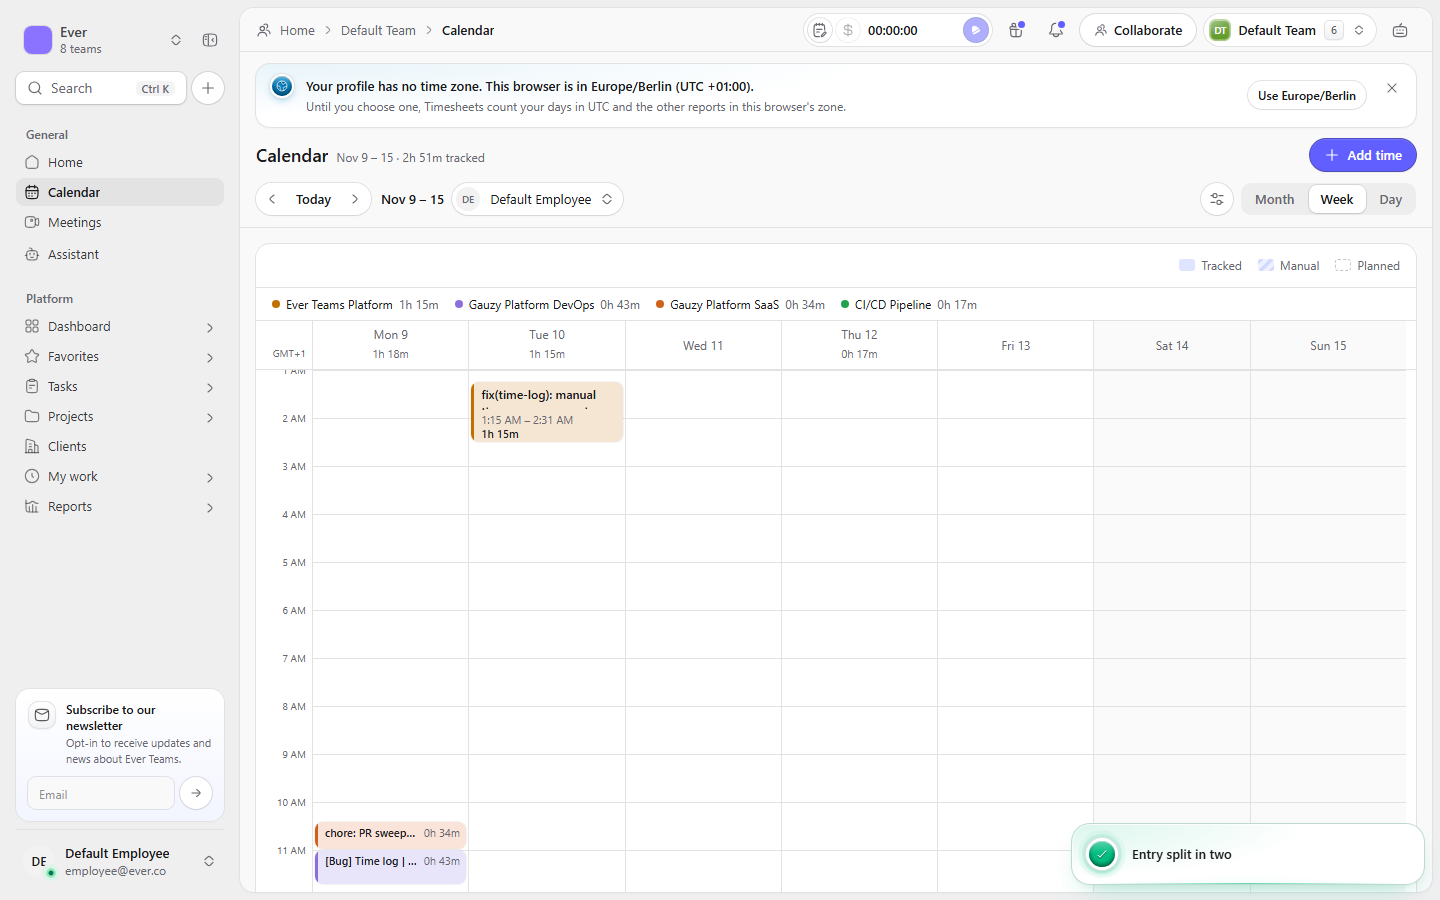 Ever
8 teams
Search
Ctrl K
General
Home
Calendar
Meetings
Assistant
Platform
Dashboard
Favorites
Tasks
Projects
Clients
My work
Reports
Subscribe to our
newsletter
Opt-in to receive updates and
news about Ever Teams.
Email
DE
Default Employee
employee@ever.co
Home
Default Team
Calendar
00:00:00
Collaborate
DT
Default Team
6
Your profile has no time zone. This browser is in Europe/Berlin (UTC +01:00).
Until you choose one, Timesheets count your days in UTC and the other reports in this browser's zone.
Use Europe/Berlin
Calendar
Nov 9 – 15 · 2h 51m tracked
Add time
Today
Nov 9 – 15
DE
Default Employee
Month
Week
Day
Tracked
Manual
Planned
Ever Teams Platform 1h 15m
Gauzy Platform DevOps 0h 43m
Gauzy Platform SaaS 0h 34m
CI/CD Pipeline 0h 17m
GMT+1
Mon 9
1h 18m
Tue 10
1h 15m
Wed 11
Thu 12
0h 17m
Fri 13
Sat 14
Sun 15
1 AM
2 AM
3 AM
4 AM
5 AM
6 AM
7 AM
8 AM
9 AM
10 AM
11 AM
fix(time-log): manual
1:15 AM – 2:31 AM
1h 15m
chore: PR sweep... 0h 34m
[Bug] Time log | ... 0h 43m
Entry split in two